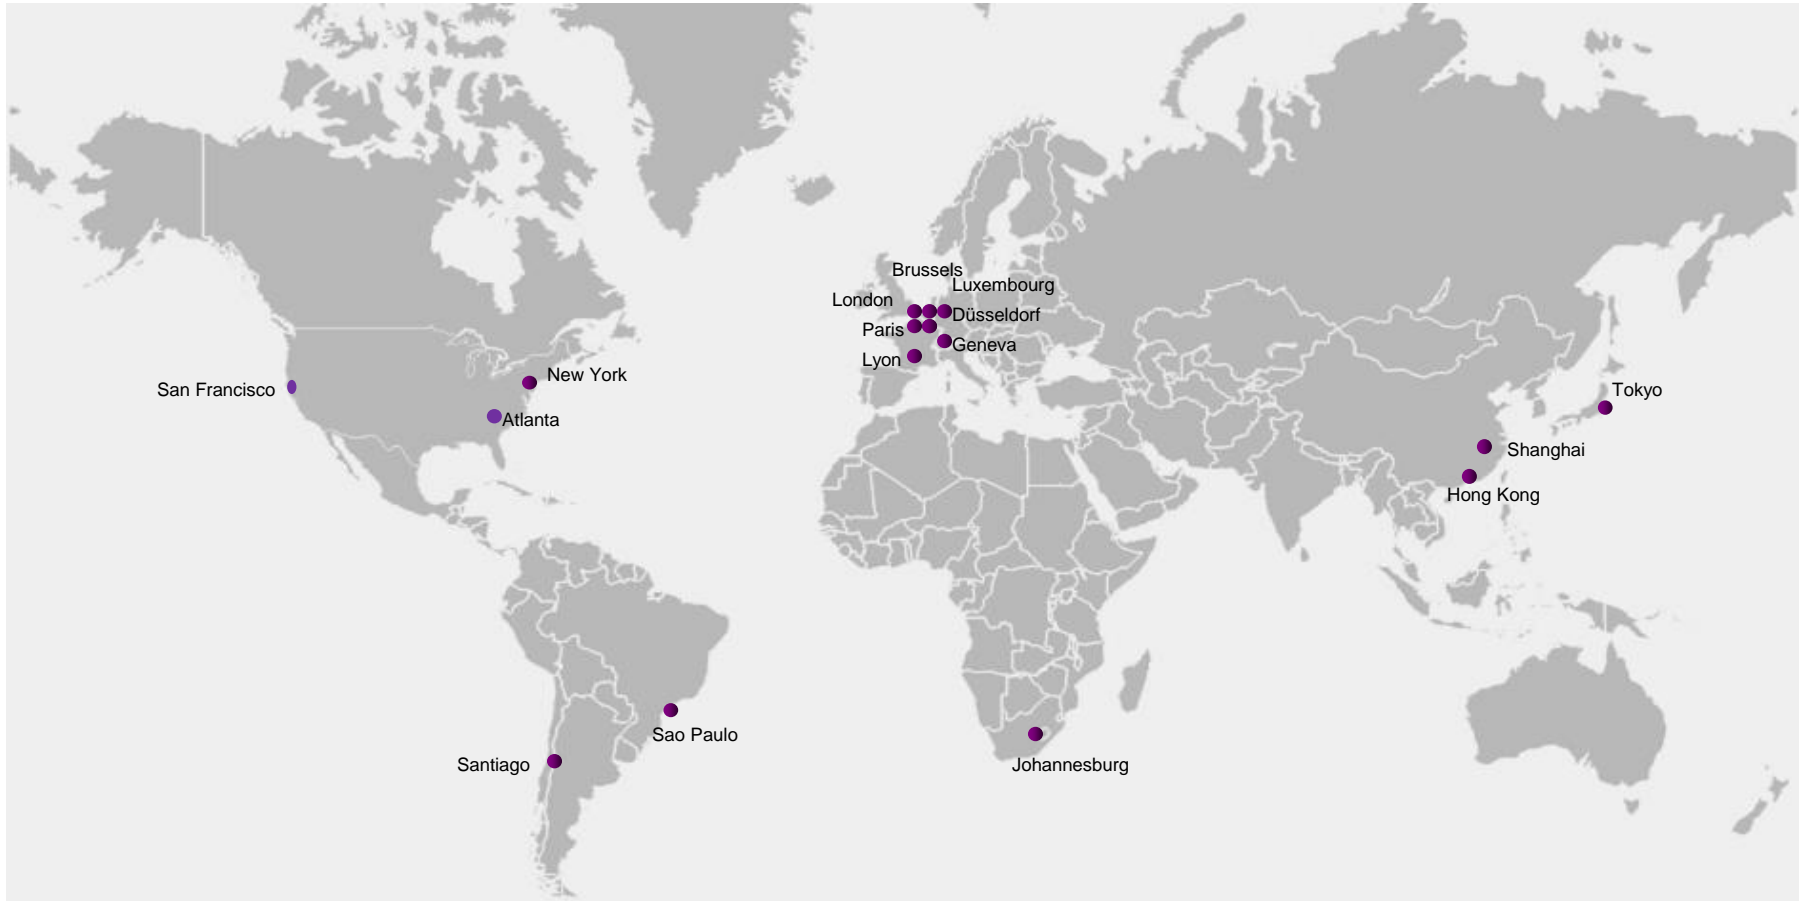 Brussels
Luxembourg
London
Düsseldorf
Paris
Geneva
Lyon
New York
San Francisco
Tokyo
Atlanta
Shanghai
Hong Kong
Sao Paulo
Santiago
Johannesburg